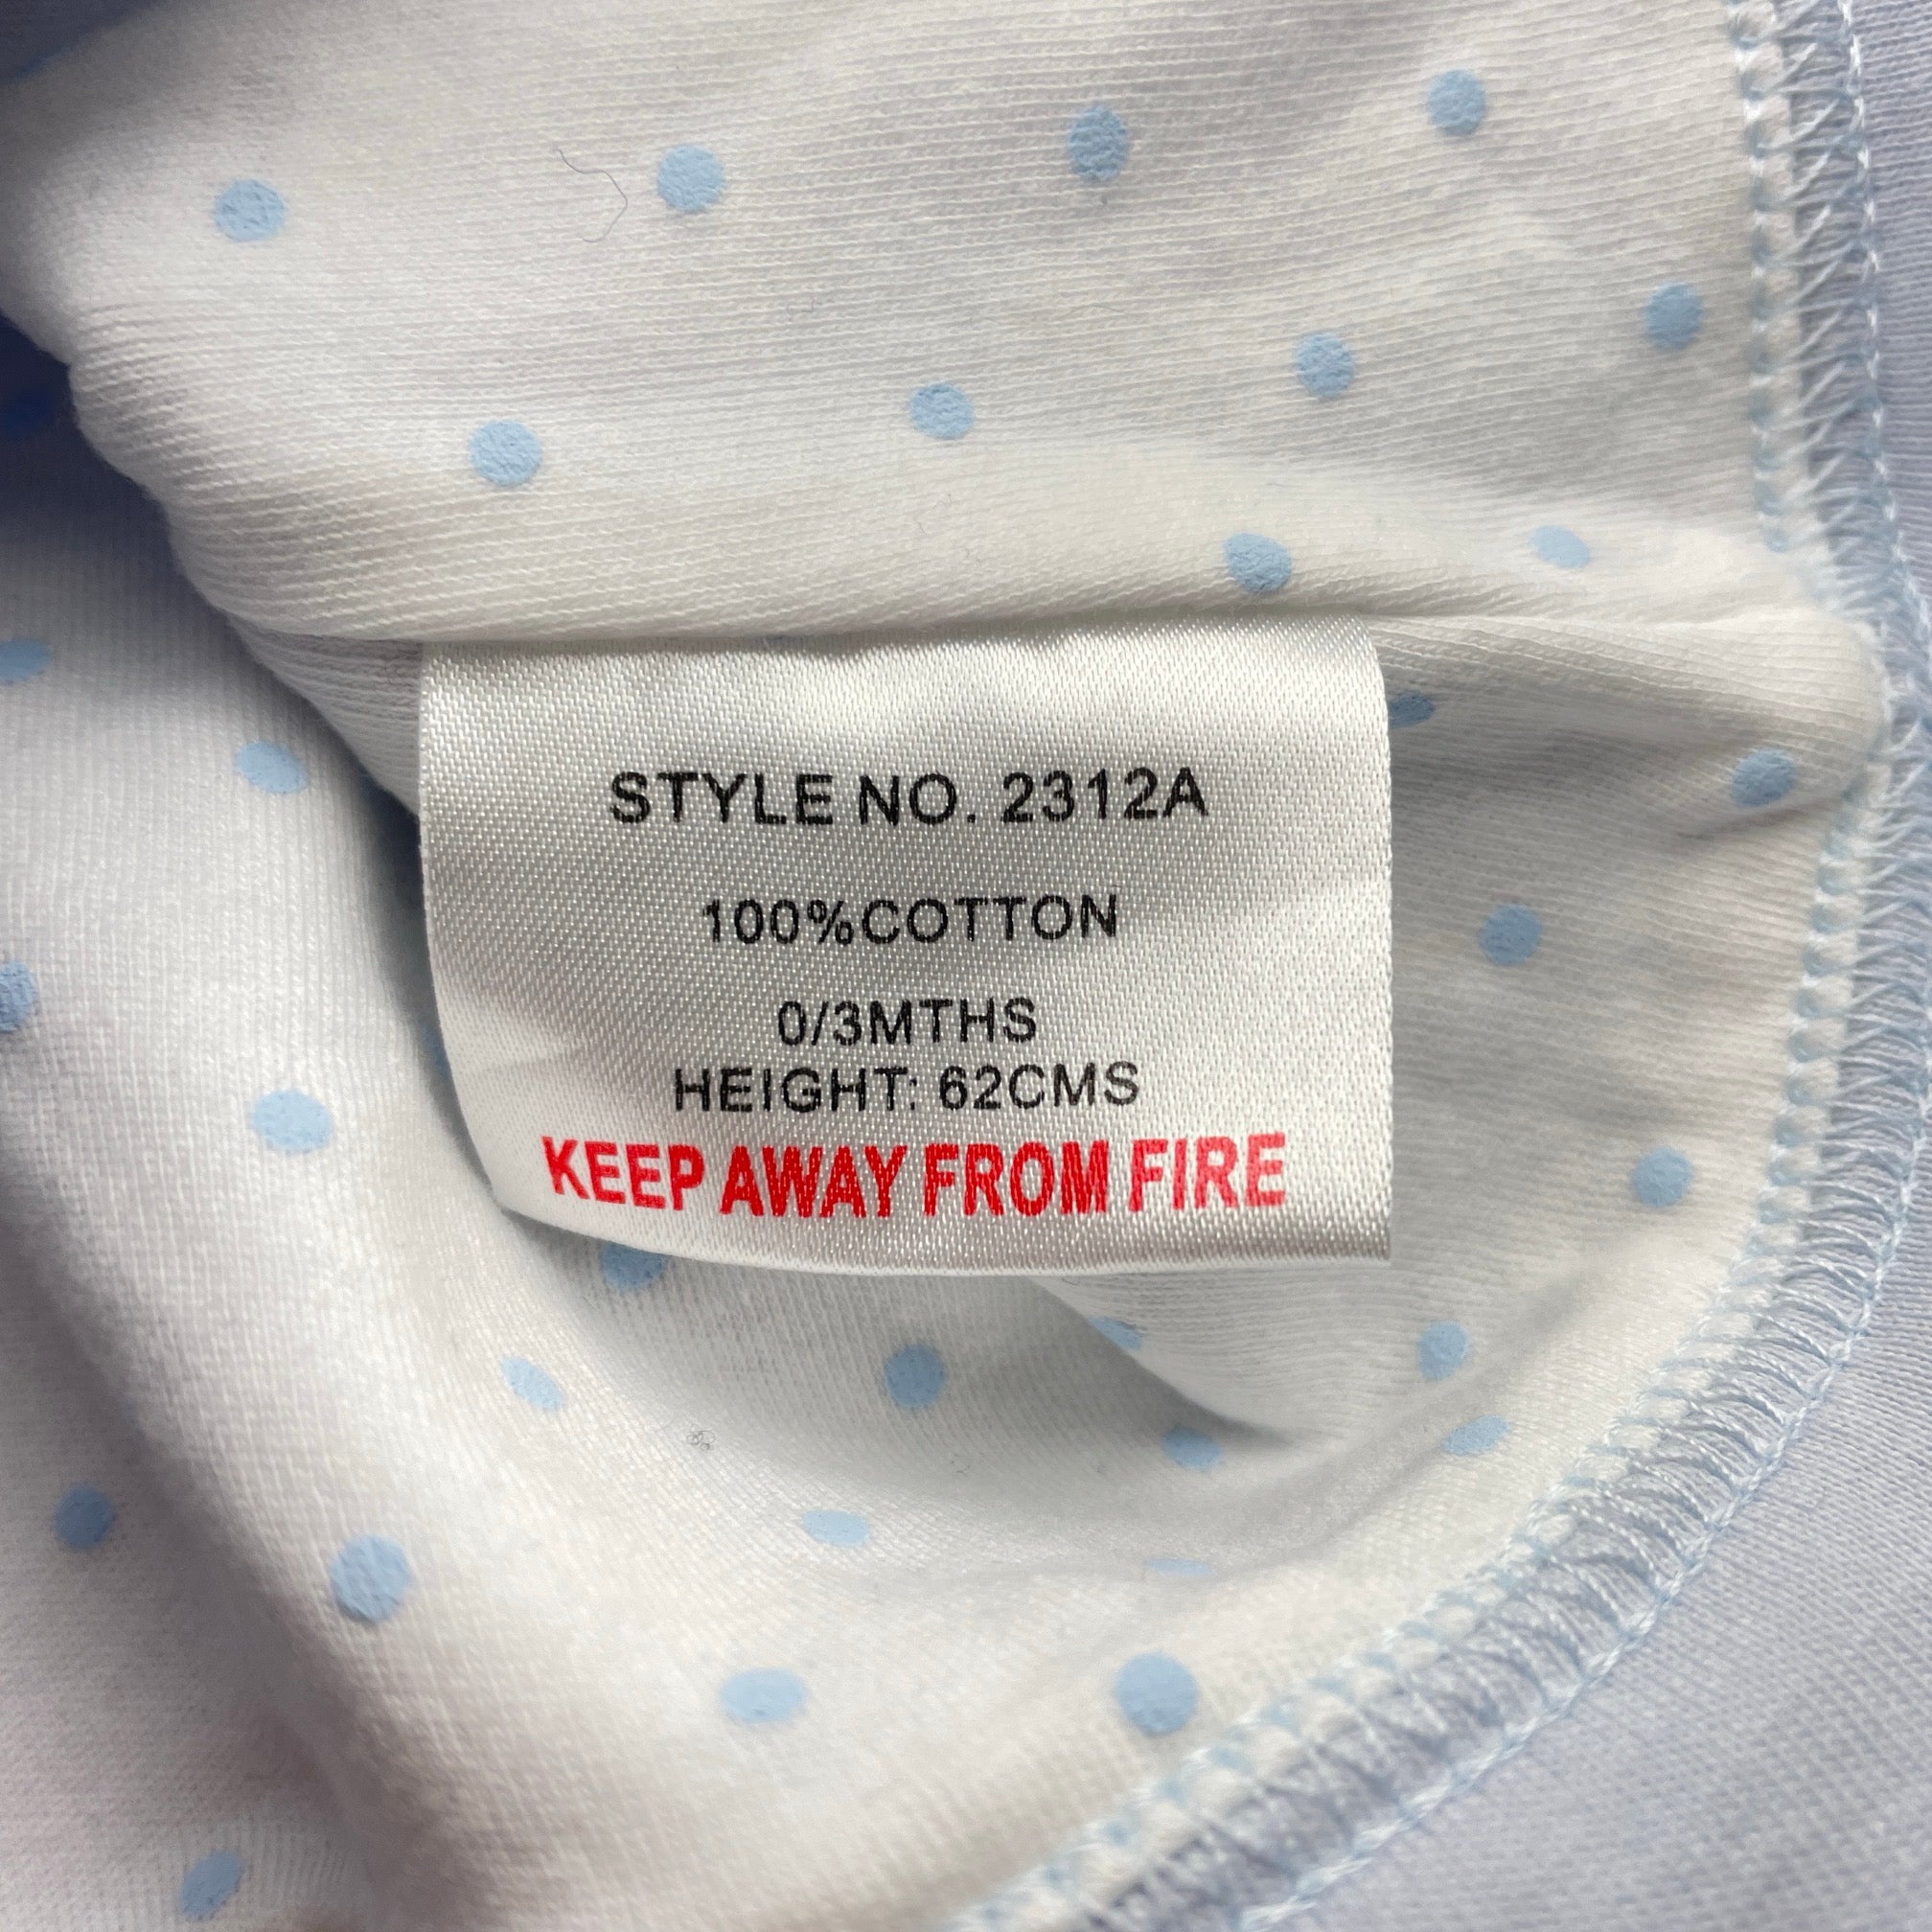 STYLE NO. 2312A
100%COTTON
0/3MTHS
HEIGHT: 62CMS
KEEP AWAY FROM FIRE